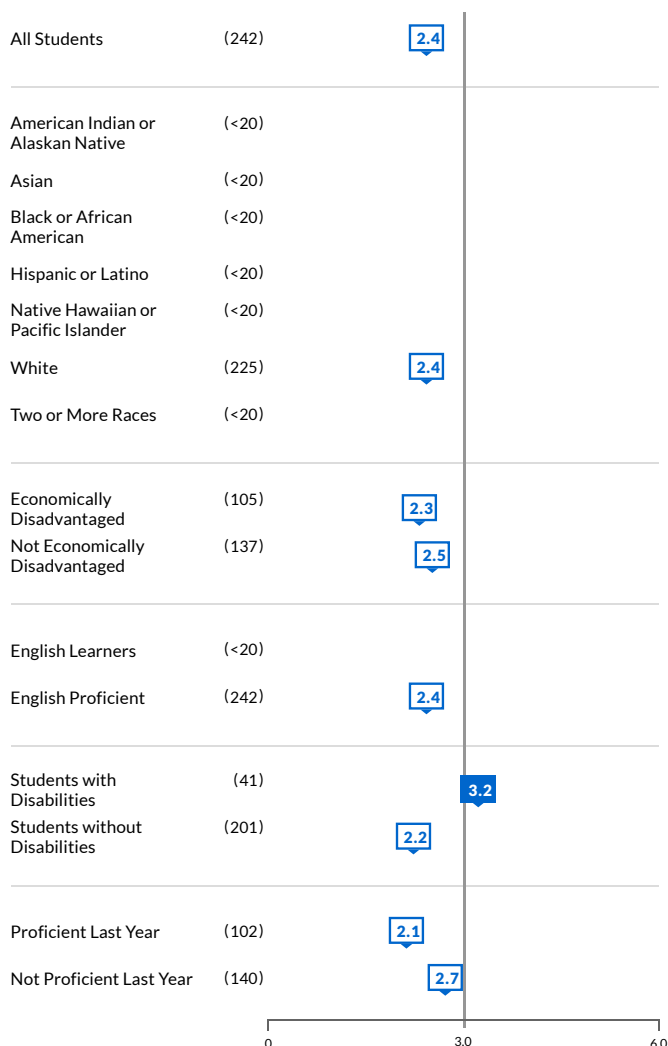 All Students (242) 2.4
American Indian or (<20)
Alaskan Native
Asian (<20)
Black or African (<20)
American
Hispanic or Latino (<20)
Native Hawaiian or (<20)
Pacific Islander
White (225) 2.4
Two or More Races (<20)
Economically (105) 2.3
Disadvantaged
Not Economically (137) 2.5
Disadvantaged
English Learners (<20)
English Proficient (242) 2.4
Students with (41) 3.2
Disabilities
Students without (201) 2.2
Disabilities
Proficient Last Year (102) 2.1
Not Proficient Last Year (140) 2.7
0 3.0 6.0